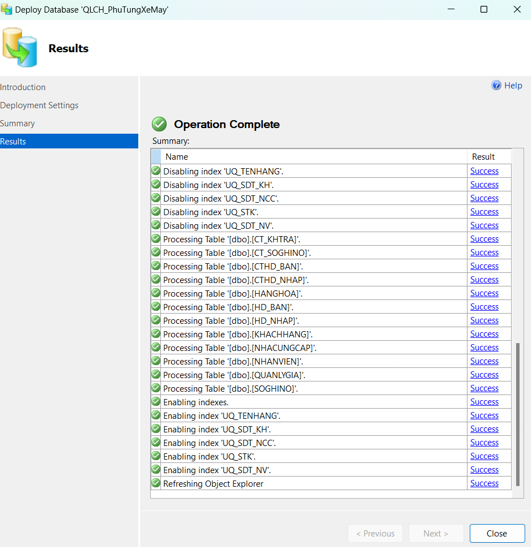 Deploy Database 'QLCH_PhuTungXeMay'
Results
Introduction
Deployment Settings
Summary
Results
Help
Operation Complete
Summary:
Name Result
Disabling index 'UQ_TENHANG'. Success
Disabling index 'UQ_SDT_KH'. Success
Disabling index 'UQ_SDT_NCC'. Success
Disabling index 'UQ_STK'. Success
Disabling index 'UQ_SDT_NV'. Success
Processing Table '[dbo].[CT_KHTRA]'. Success
Processing Table '[dbo].[CT_SOGHINO]'. Success
Processing Table '[dbo].[CTHD_BAN]'. Success
Processing Table '[dbo].[CTHD_NHAP]'. Success
Processing Table '[dbo].[HANGHOA]'. Success
Processing Table '[dbo].[HD_BAN]'. Success
Processing Table '[dbo].[HD_NHAP]'. Success
Processing Table '[dbo].[KHACHHANG]'. Success
Processing Table '[dbo].[NHACUNGCAP]'. Success
Processing Table '[dbo].[NHANVIEN]'. Success
Processing Table '[dbo].[QUANLYGIA]'. Success
Processing Table '[dbo].[SOGHINO]'. Success
Enabling indexes. Success
Enabling index 'UQ_TENHANG'. Success
Enabling index 'UQ_SDT_KH'. Success
Enabling index 'UQ_SDT_NCC'. Success
Enabling index 'UQ_STK'. Success
Enabling index 'UQ_SDT_NV'. Success
Refreshing Object Explorer Success
< Previous Next > Close